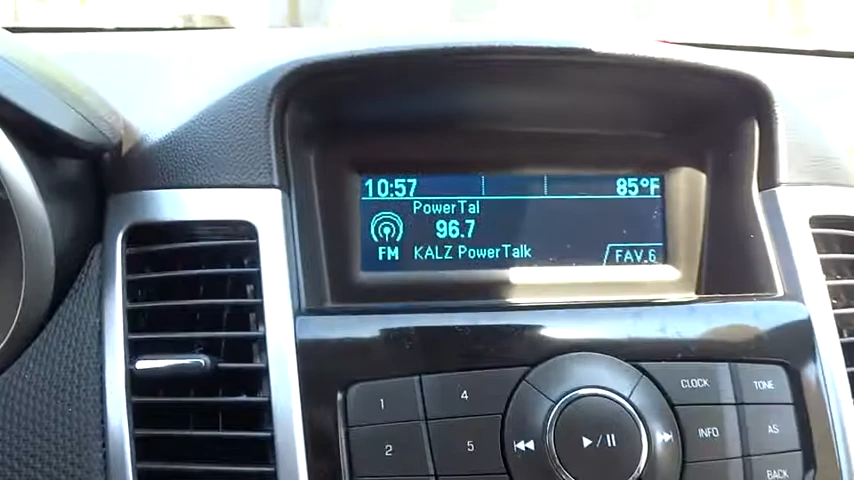 10:57 85°F
PowerTal
96.7
FM KALZ PowerTalk FAV.6
1 4 CLOCK TONE
2 5 INFO AS
BACK